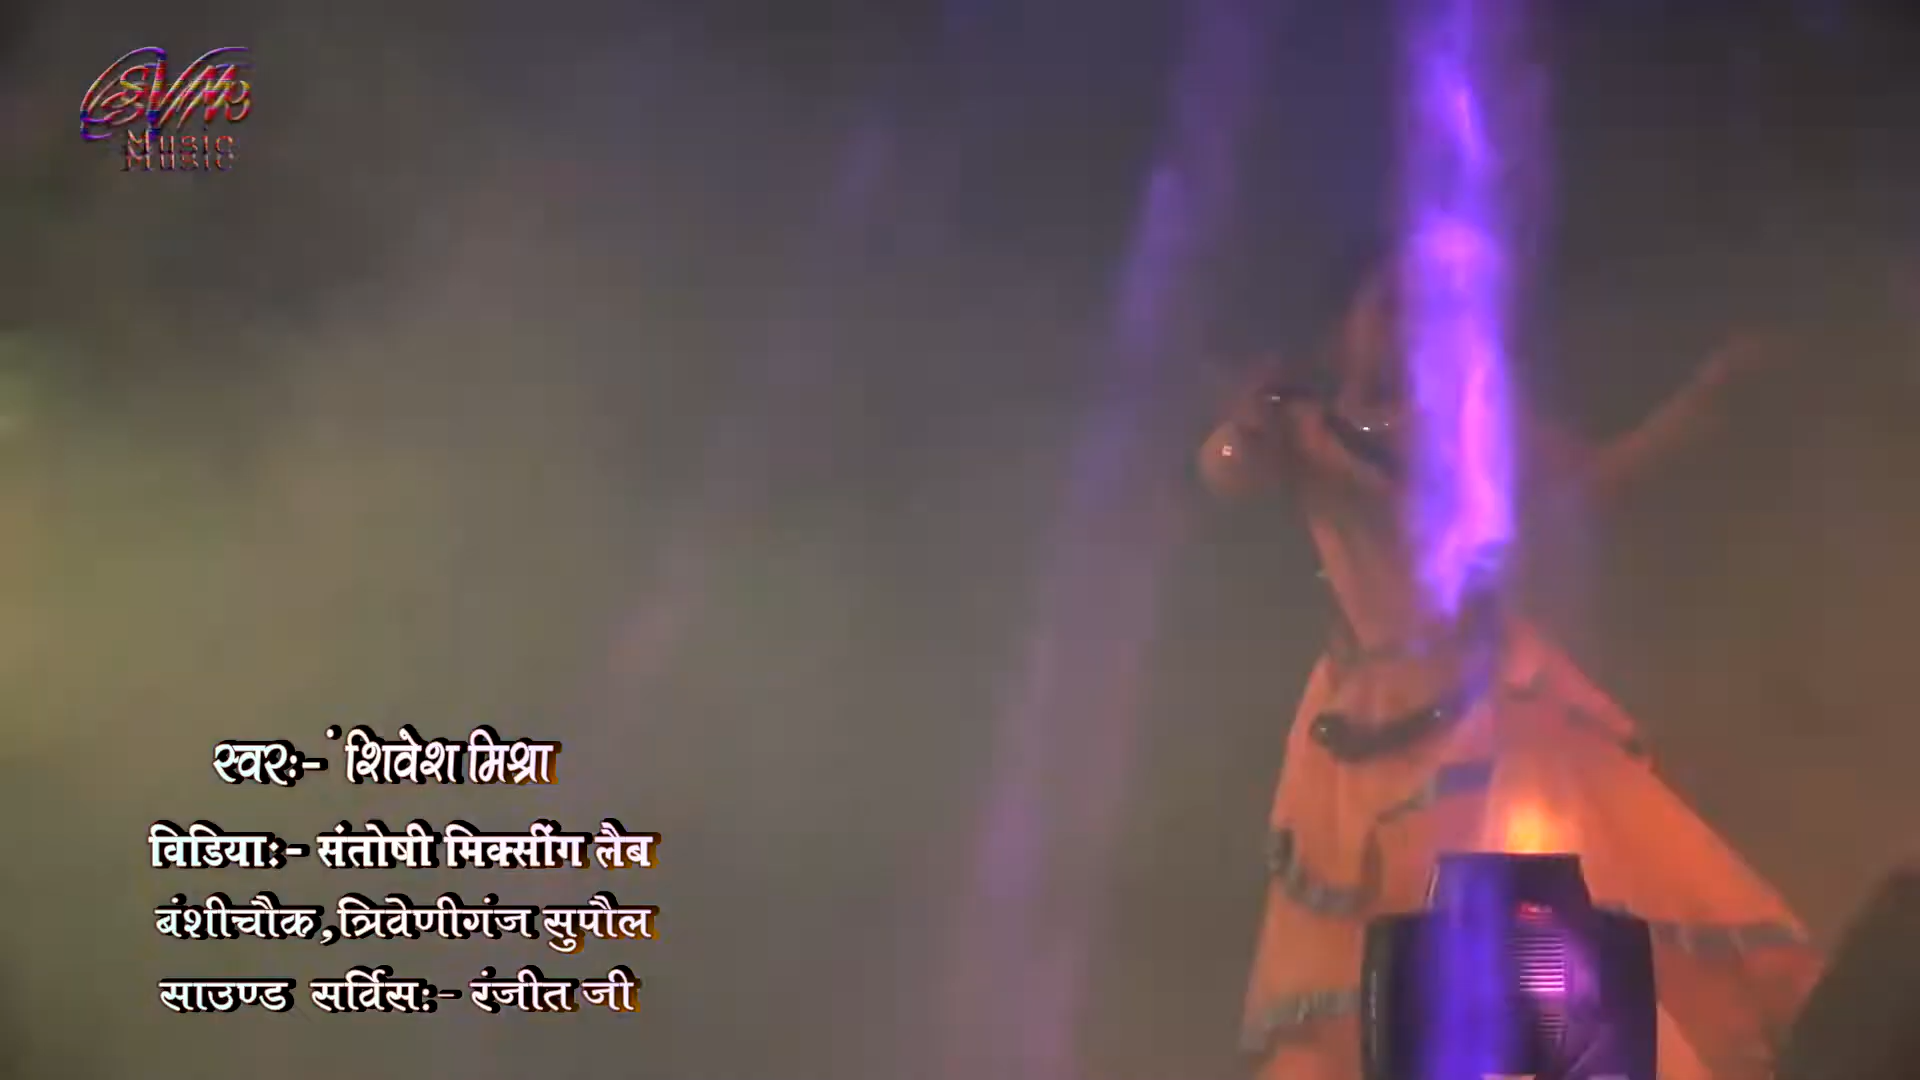 Music
स्वरः- शिवेश मिश्रा
विडियाः- संतोषी मिक्सींग लैब
बंशीचौक,त्रिवेणीगंज सुपौल
साउण्ड सर्विसः- रंजीत जी